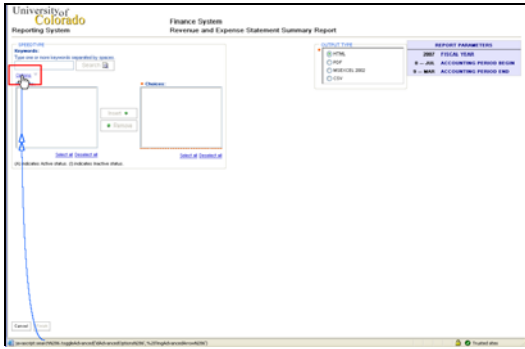 University of
Colorado
Reporting System
Finance System
Revenue and Expense Statement Summary Report
SPEEDTYPE
Keywords:
Type one or more keywords separated by spaces.
Search
Options
Choices:
Insert
Remove
Select all Deselect all
Select all Deselect all
(A) indicates Active status. (I) indicates Inactive status.
OUTPUT TYPE
HTML
PDF
MS EXCEL 2002
CSV
REPORT PARAMETERS
2007 FISCAL YEAR
0 -- JUL ACCOUNTING PERIOD BEGIN
9 -- MAR ACCOUNTING PERIOD END
Cancel
Finish
Trusted sites